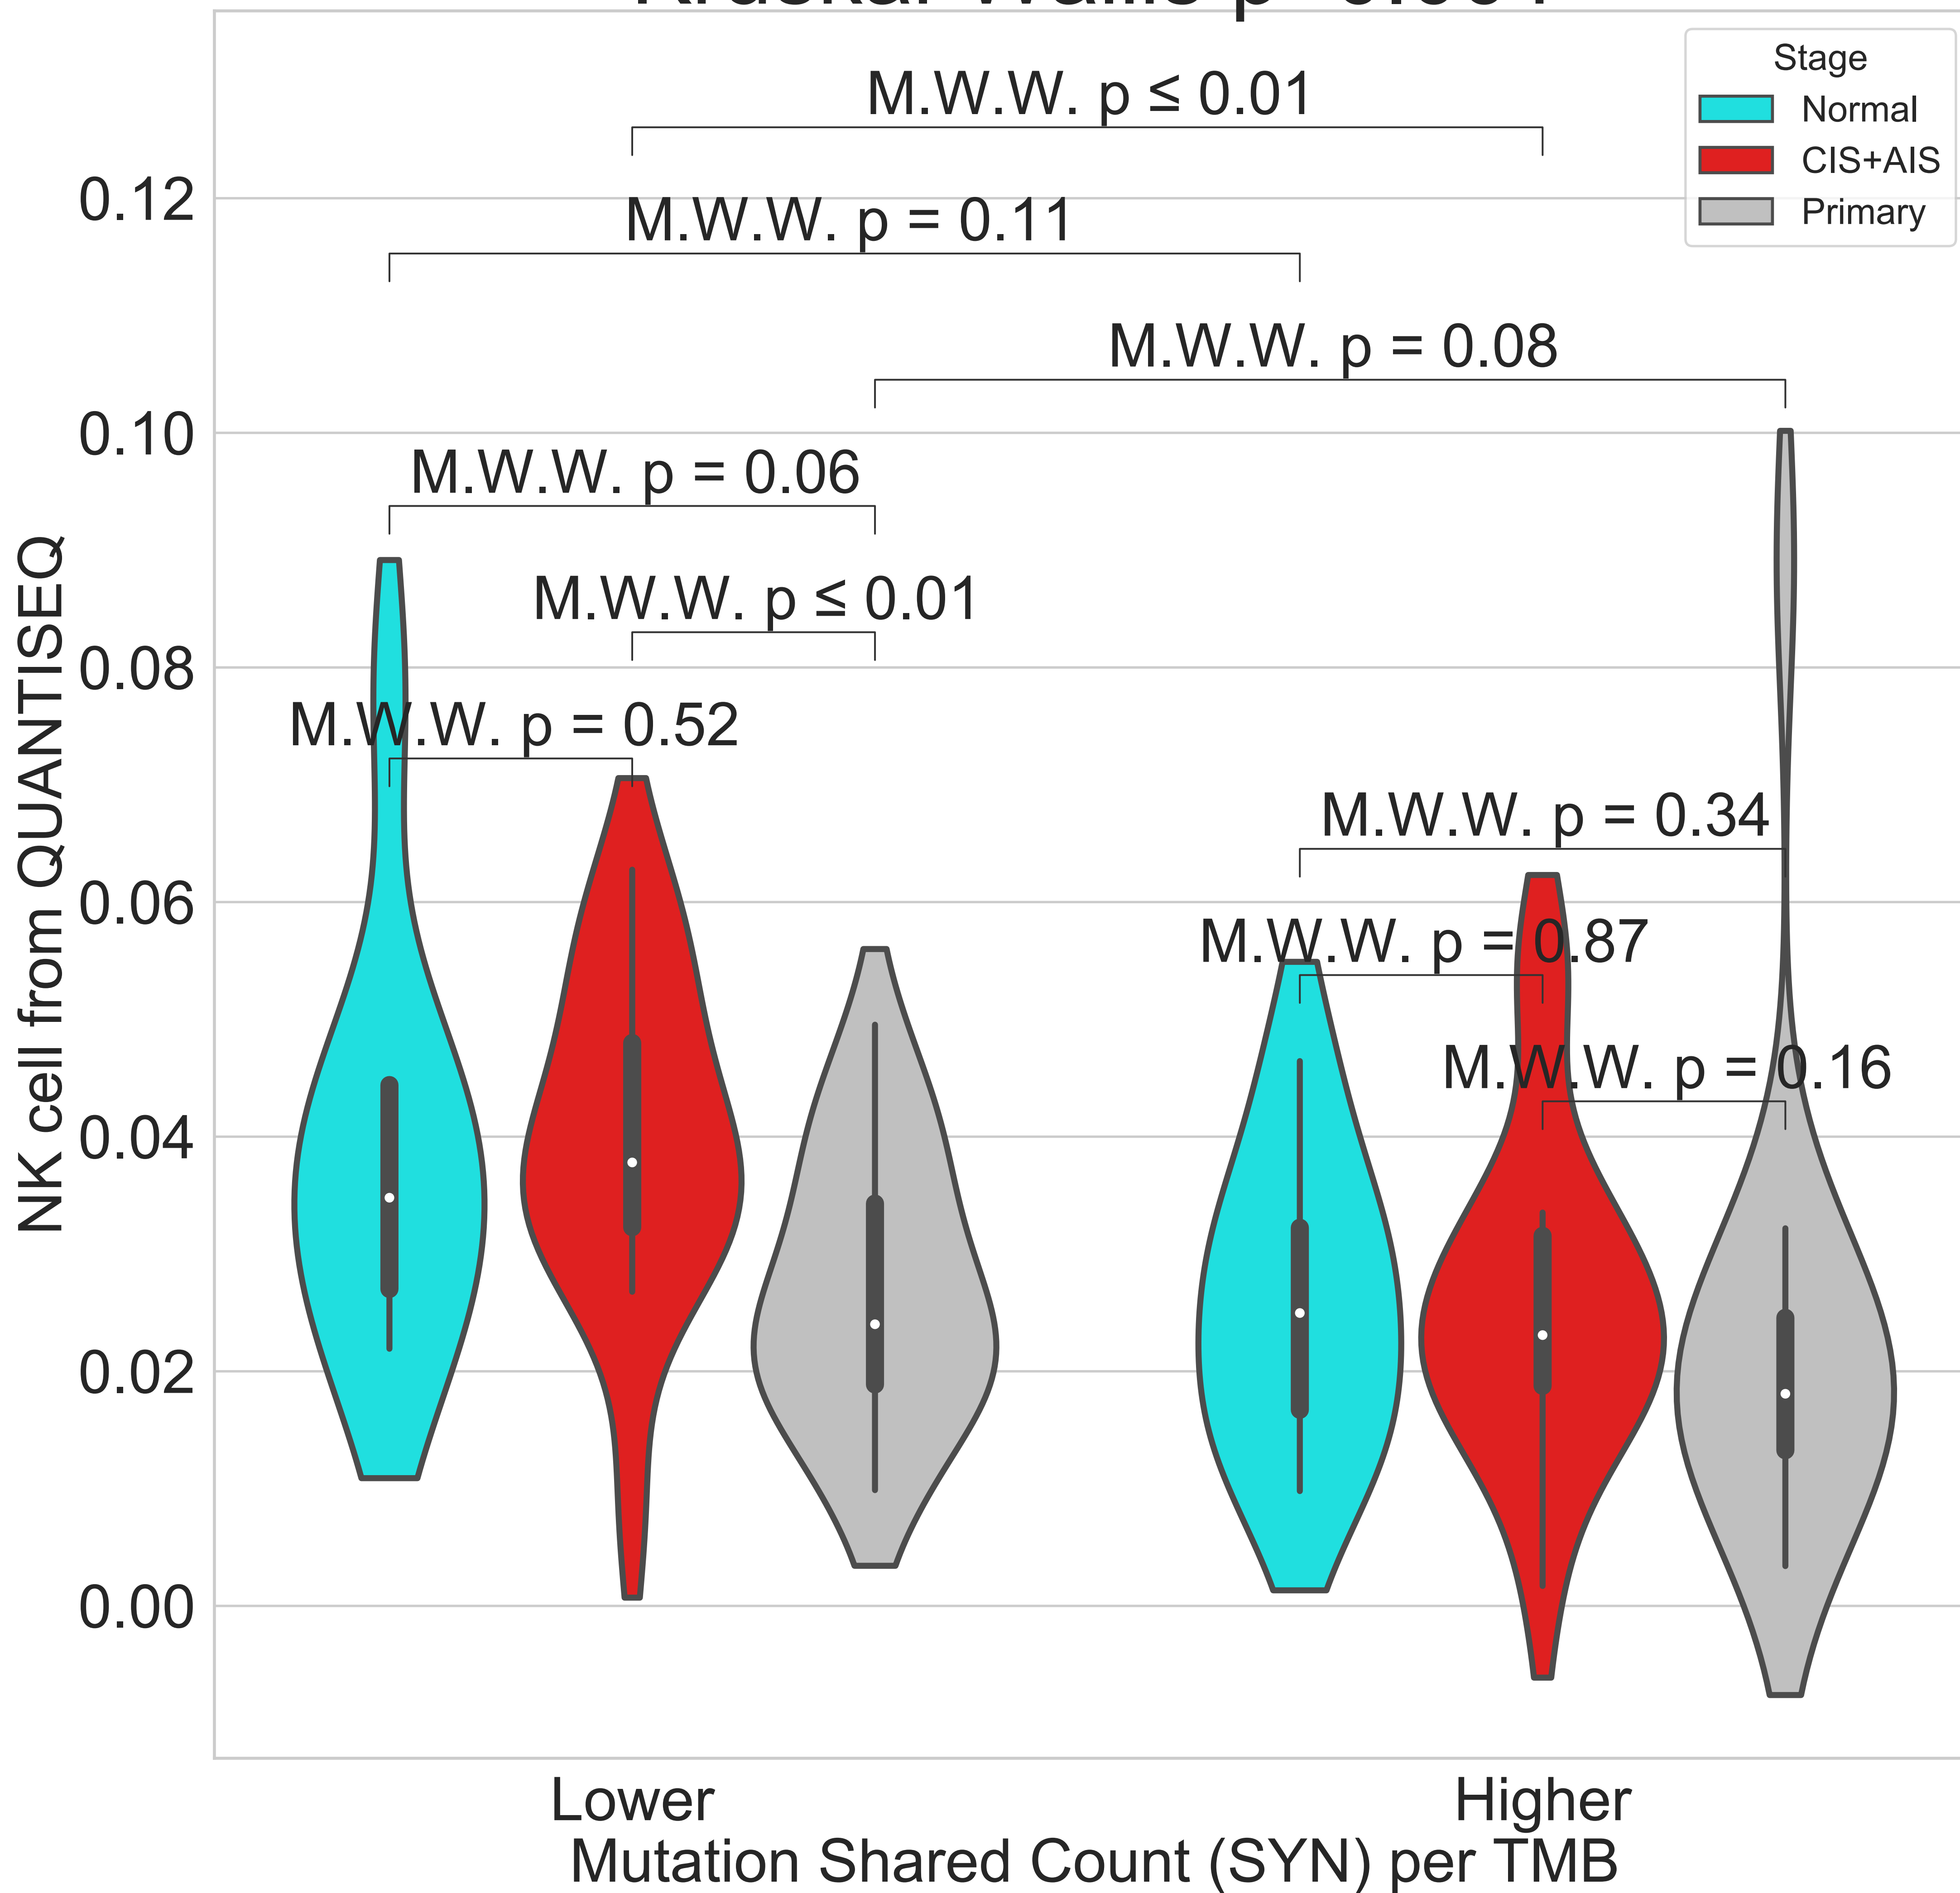 M.W.W. p ≤ 0.01
Stage
Normal
CIS+AIS
Primary
0.12
M.W.W. p = 0.11
M.W.W. p = 0.08
0.10
M.W.W. p = 0.06
M.W.W. p ≤ 0.01
0.08
M.W.W. p = 0.52
M.W.W. p = 0.34
0.06
M.W.W. p = 0.87
M.W.W. p = 0.16
0.04
0.02
0.00
NK cell from QUANTISEQ
Lower
Higher
Mutation Shared Count (SYN) per TMB